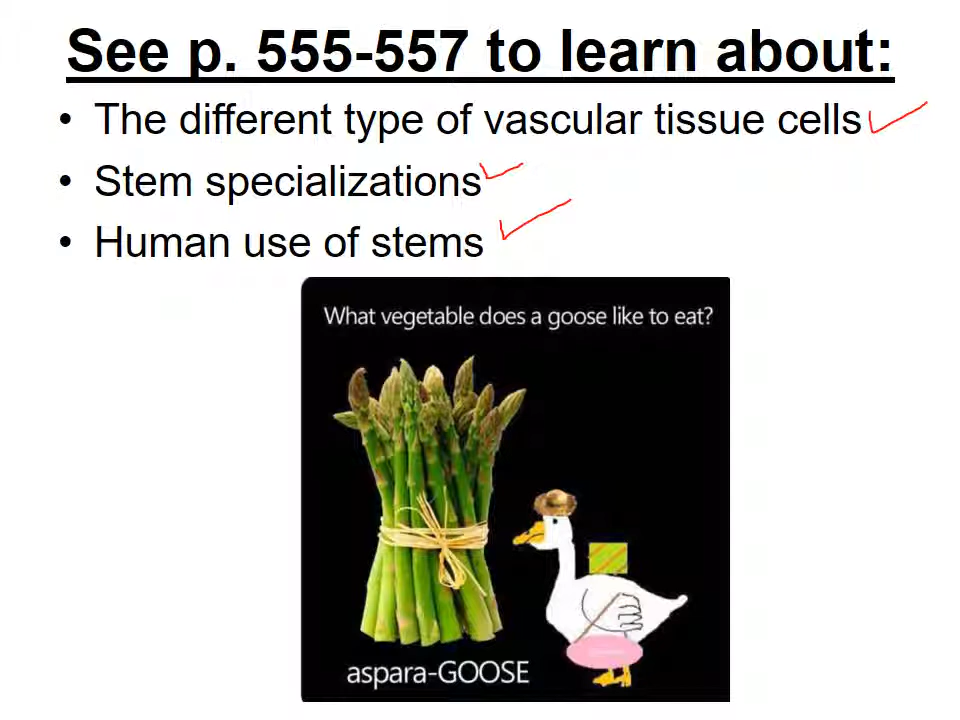 See p. 555-557 to learn about:
• The different type of vascular tissue cells
• Stem specializations
• Human use of stems
What vegetable does a goose like to eat?
aspara-GOOSE